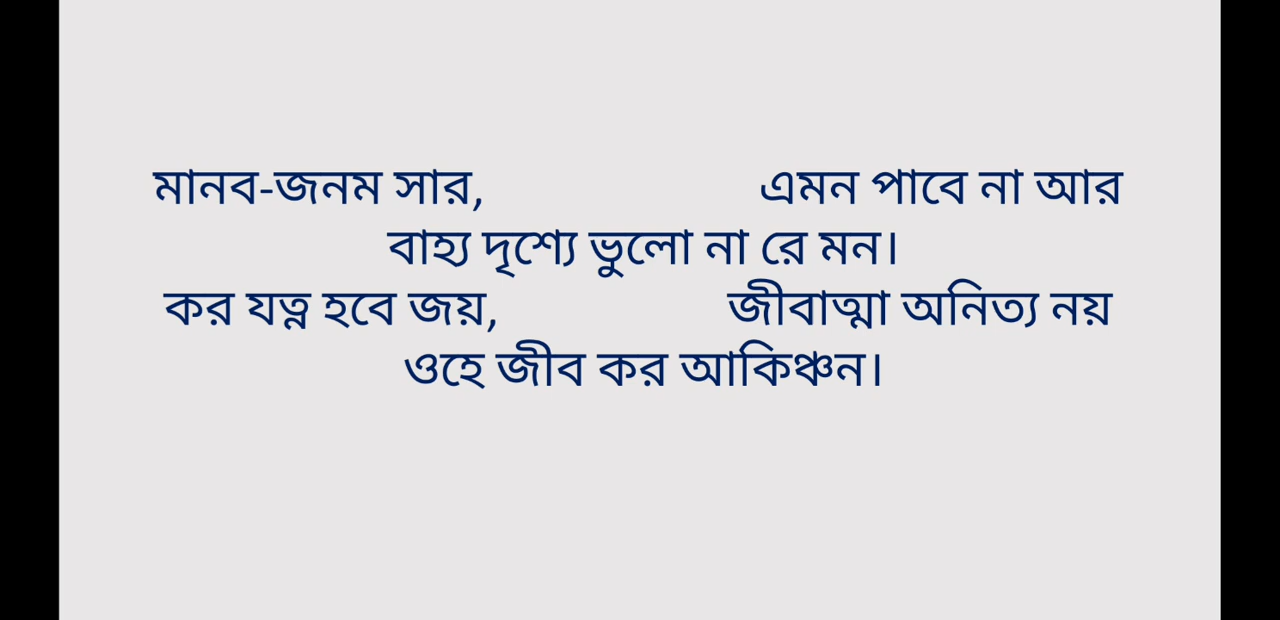 মানব-জনম সার, এমন পাবে না আর
বাহ্য দৃশ্যে ভুলো না রে মন।
কর যত্ন হবে জয়, জীবাত্মা অনিত্য নয়
ওহে জীব কর আকিঞ্চন।